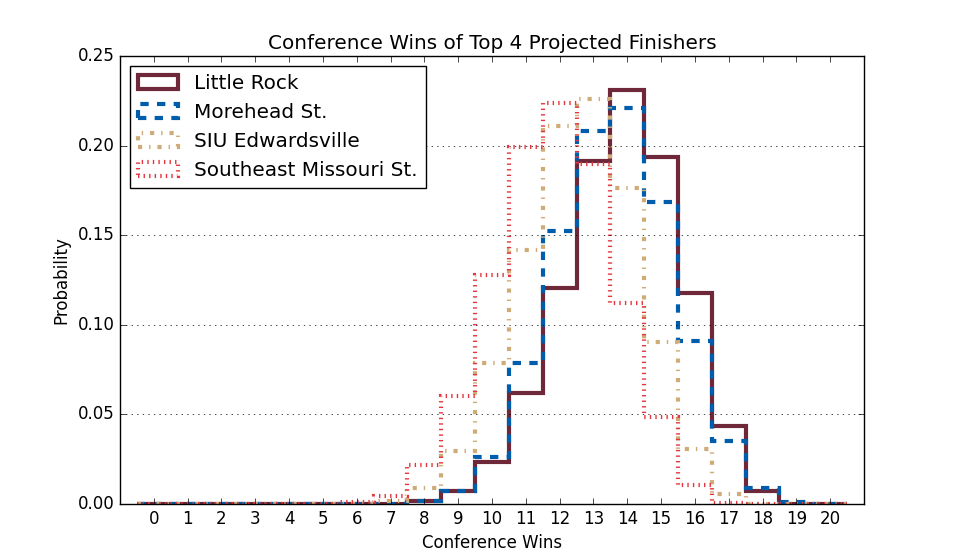 Conference Wins of Top 4 Projected Finishers
0.25
0.20
0.15
0.10
0.05
0.00
Probability
Little Rock
Morehead St.
SIU Edwardsville
Southeast Missouri St.
0 1 2 3 4 5 6 7 8 9 10 11 12 13 14 15 16 17 18 19 20
Conference Wins